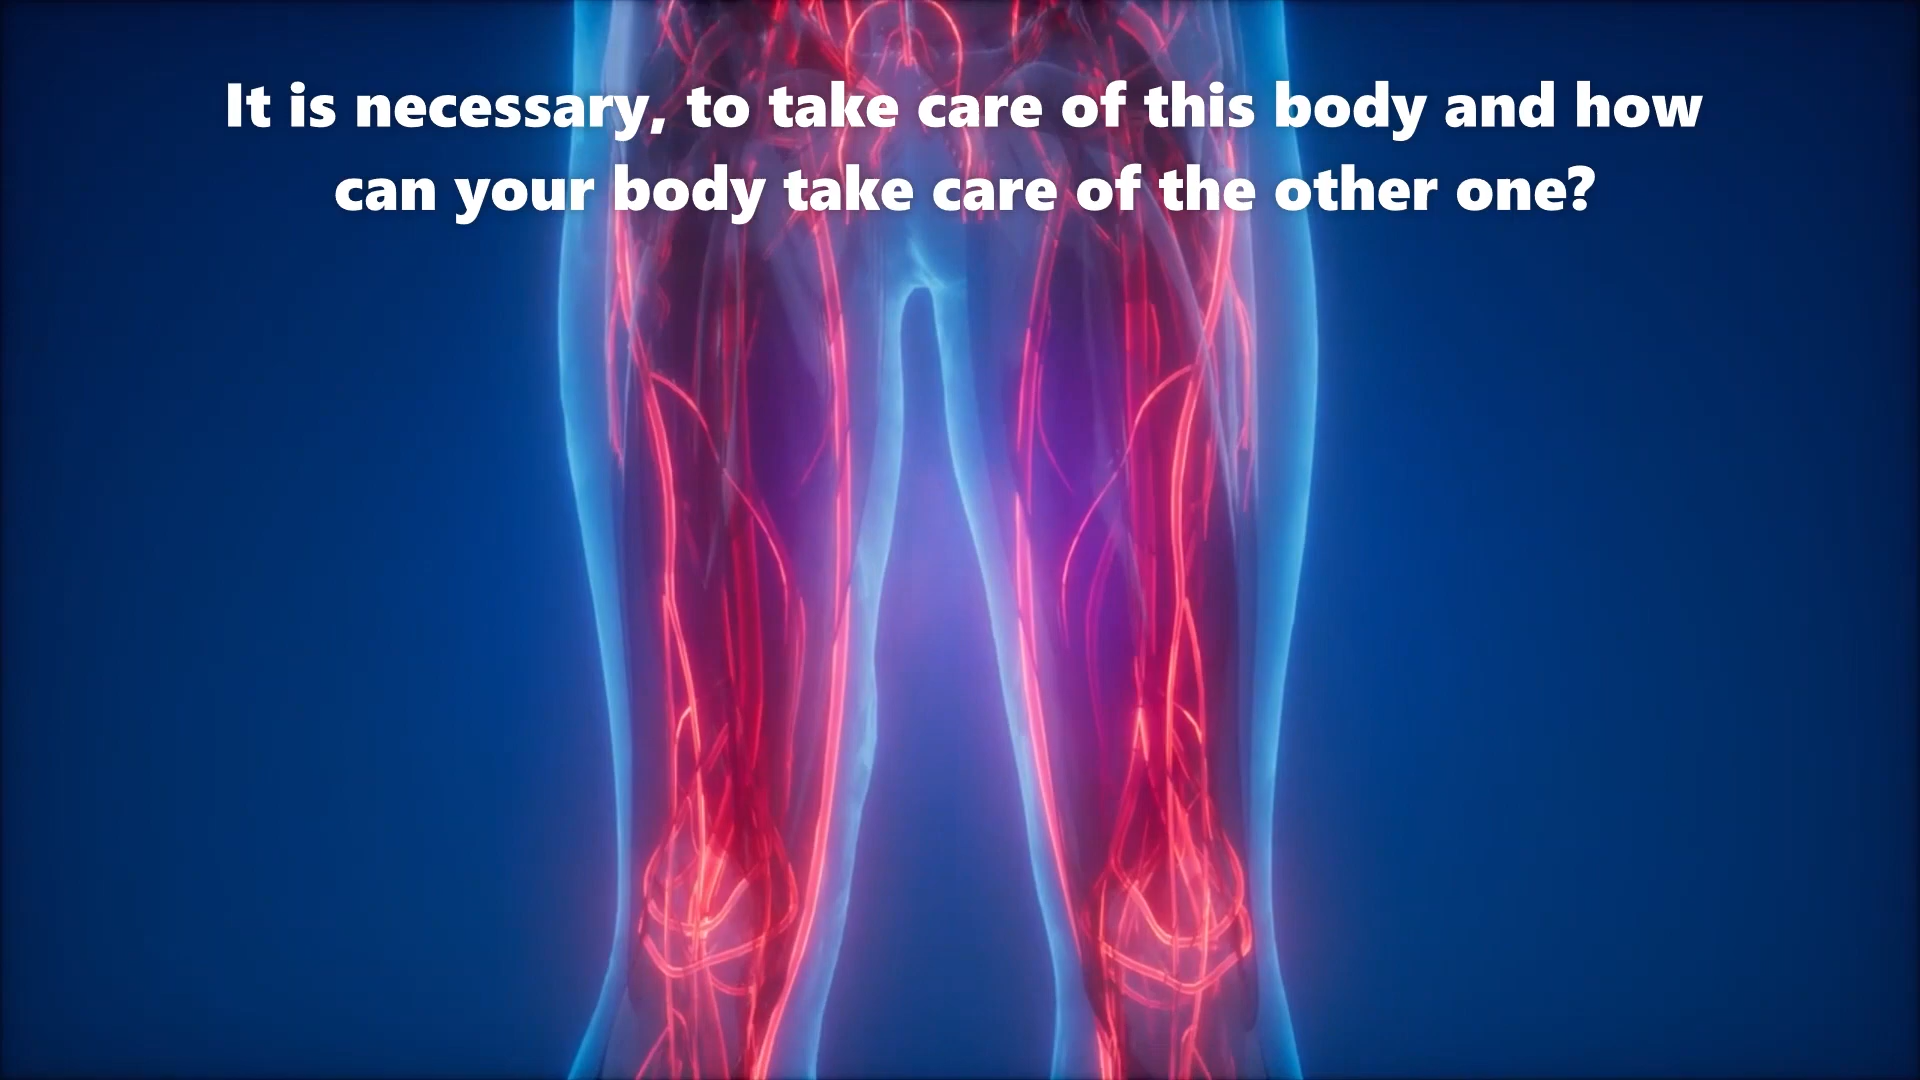 It is necessary, to take care of this body and how
can your body take care of the other one?